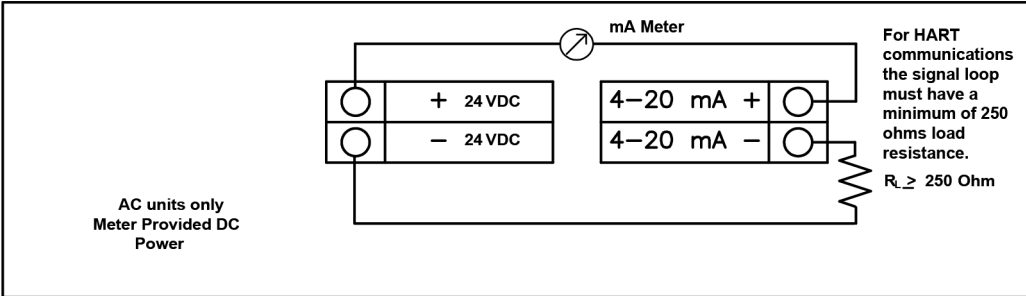 mA Meter
For HART
communications
the signal loop
must have a
minimum of 250
ohms load
resistance.
+ 24 VDC
4–20 mA +
− 24 VDC
4–20 mA −
RL ≥ 250 Ohm
AC units only
Meter Provided DC
Power